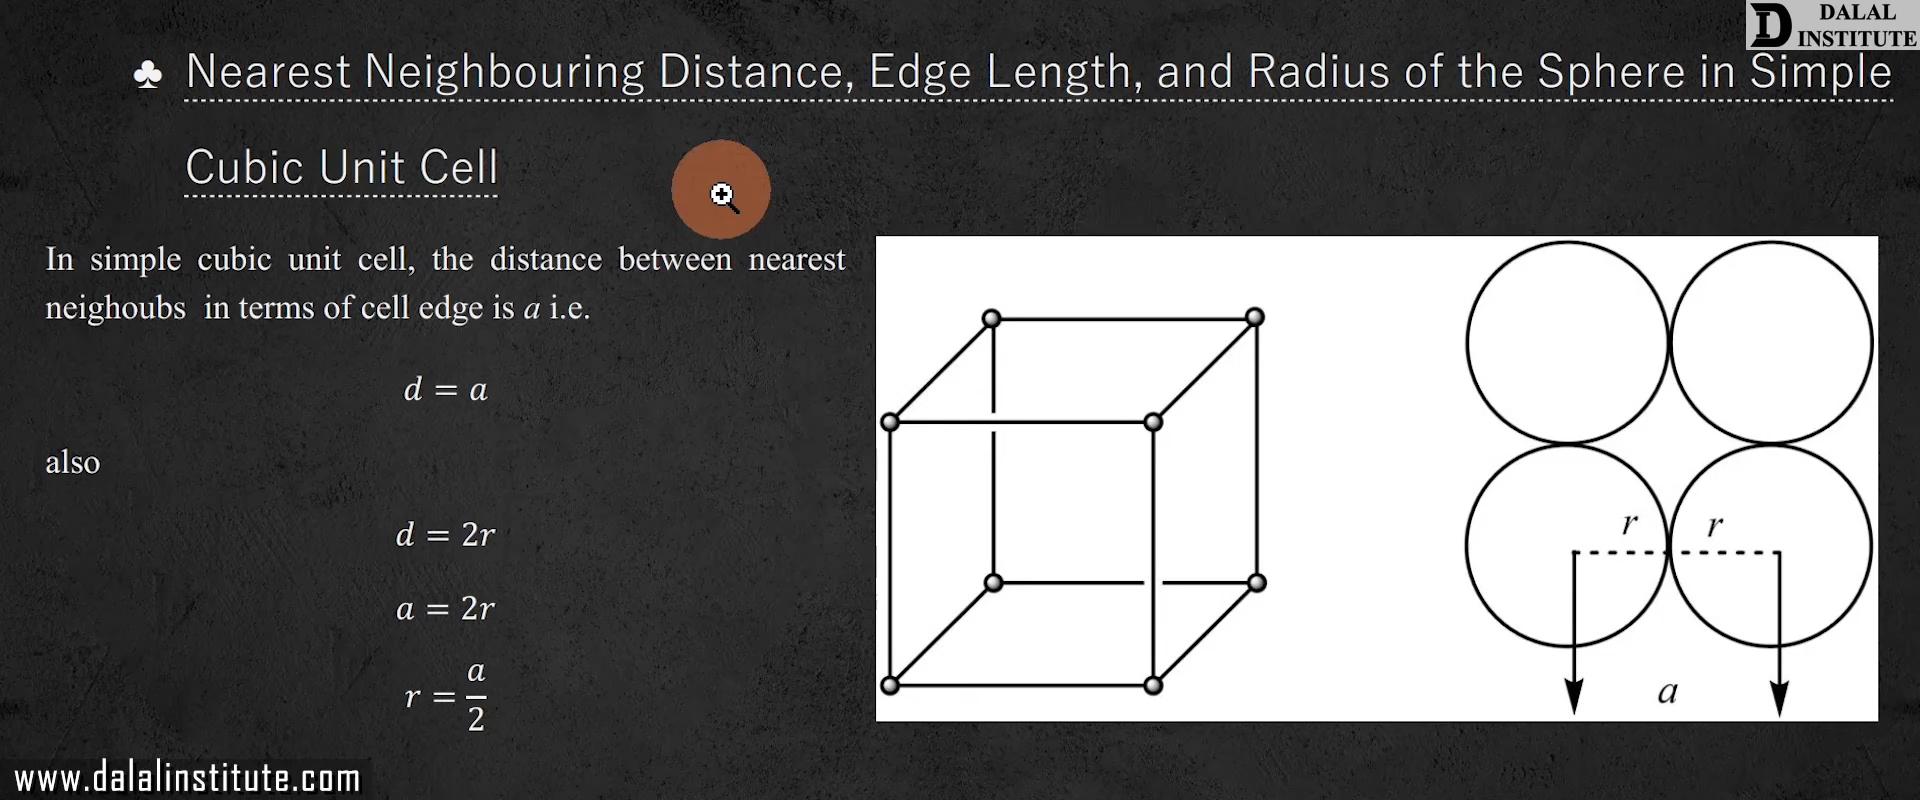 DALAL
INSTITUTE
♣ Nearest Neighbouring Distance, Edge Length, and Radius of the Sphere in Simple
Cubic Unit Cell
In simple cubic unit cell, the distance between nearest
neighoubs in terms of cell edge is a i.e.
d = a
also
d = 2r
a = 2r
r = a/2
r r
a
www.dalalinstitute.com